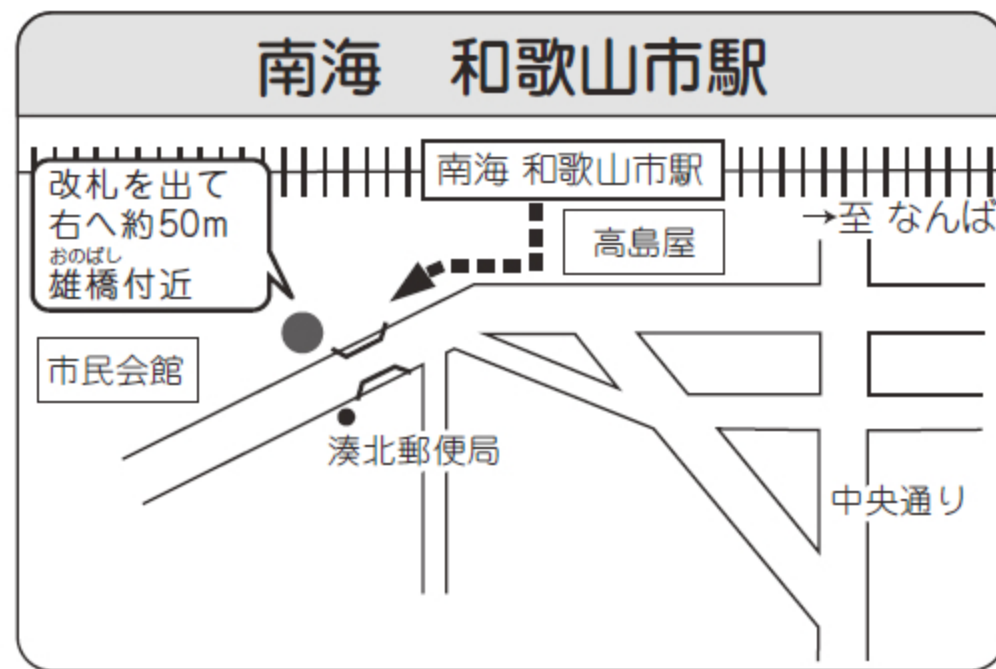 南海　和歌山市駅
南海 和歌山市駅
改札を出て
右へ約50m
おのばし
雄橋付近
高島屋
→至 なんば
市民会館
湊北郵便局
中央通り